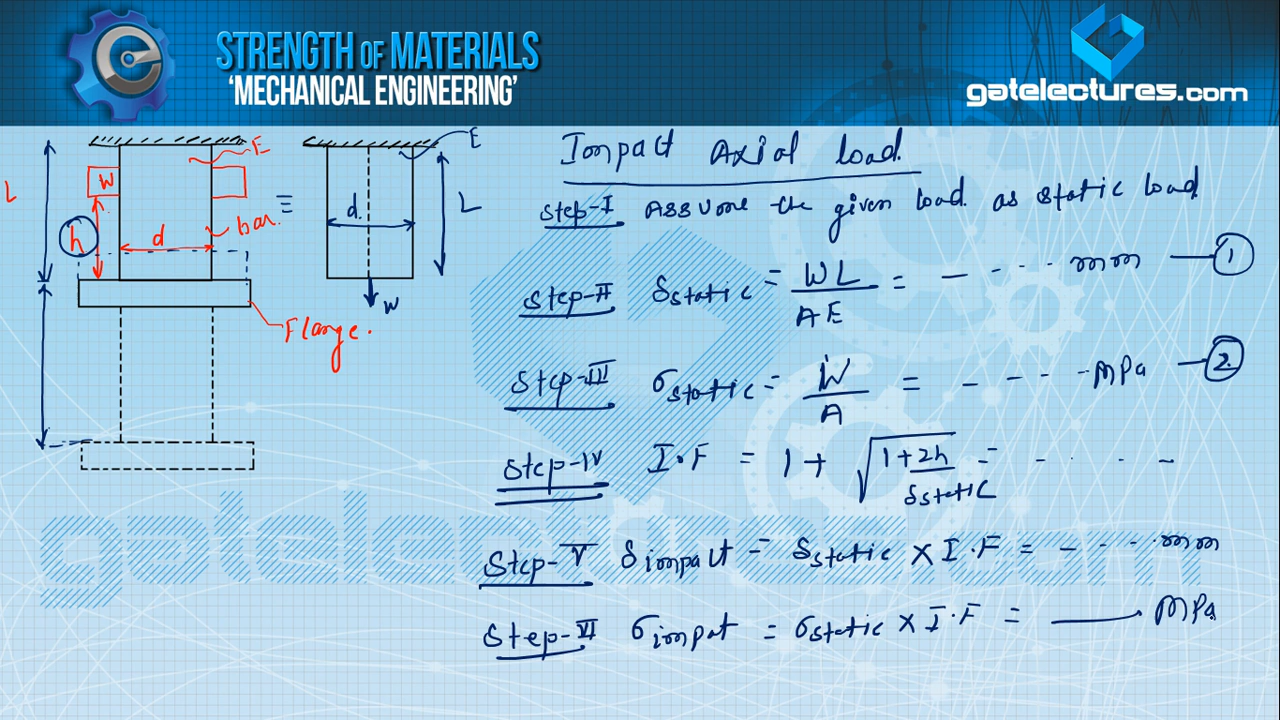 STRENGTH OF MATERIALS
'MECHANICAL ENGINEERING'
gatelectures.com
L
W
E
h
d
bar.
Flange.
≡
E
d.
L
W
Impact Axial load.
Step-I Assume the given load as static load
Step-II δstatic = WL/AE = - - - - mm — 1
Step-III σstatic = W/A = - - - - MPa — 2
Step-IV I.F = 1 + √(1+2h/δstatic) = - - - -
Step-V δimpact = δstatic × I.F = - - - - mm
Step-VI σimpat = σstatic × I.F = —— MPa